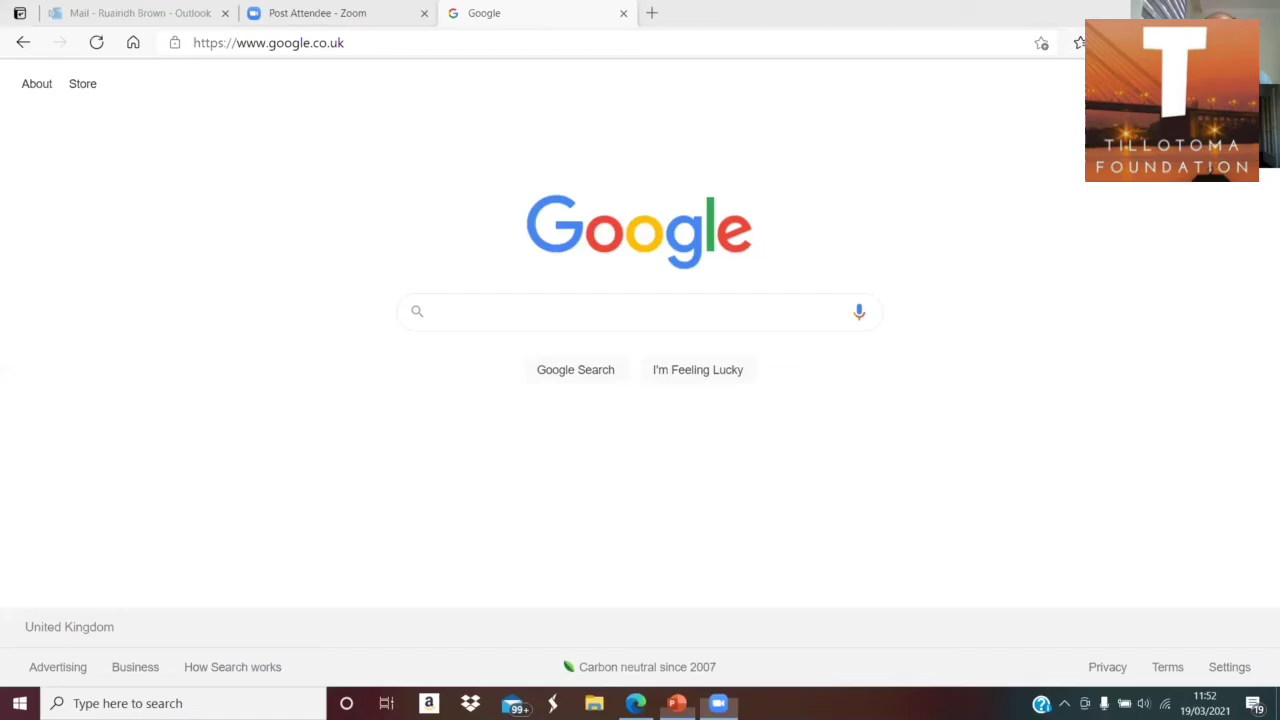 Mail - Ruairidh Brown - Outlook
Post Attendee - Zoom
Google
https://www.google.co.uk
About
Store
T
TILLOTOMA
FOUNDATION
Google
Google Search
I'm Feeling Lucky
United Kingdom
Advertising
Business
How Search works
Carbon neutral since 2007
Privacy
Terms
Settings
Type here to search
a
99+
P
11:52
19/03/2021
19